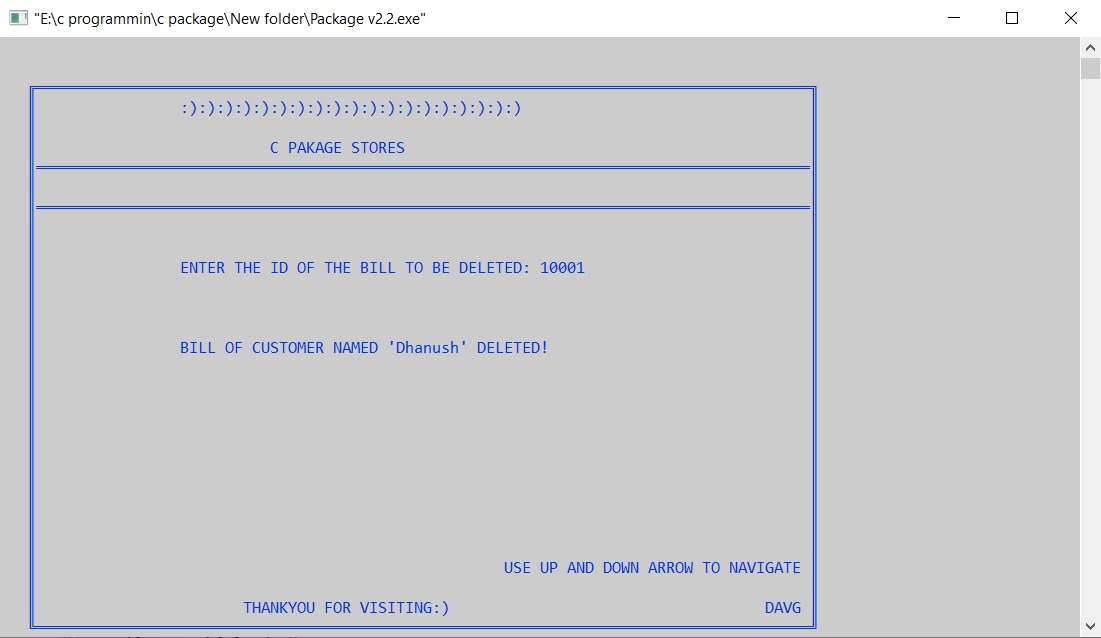 "E:\c programmin\c package\New folder\Package v2.2.exe"
:):):):):):):):):):):):):):):):):):):)
C PAKAGE STORES
ENTER THE ID OF THE BILL TO BE DELETED: 10001
BILL OF CUSTOMER NAMED 'Dhanush' DELETED!
USE UP AND DOWN ARROW TO NAVIGATE
THANKYOU FOR VISITING:) DAVG